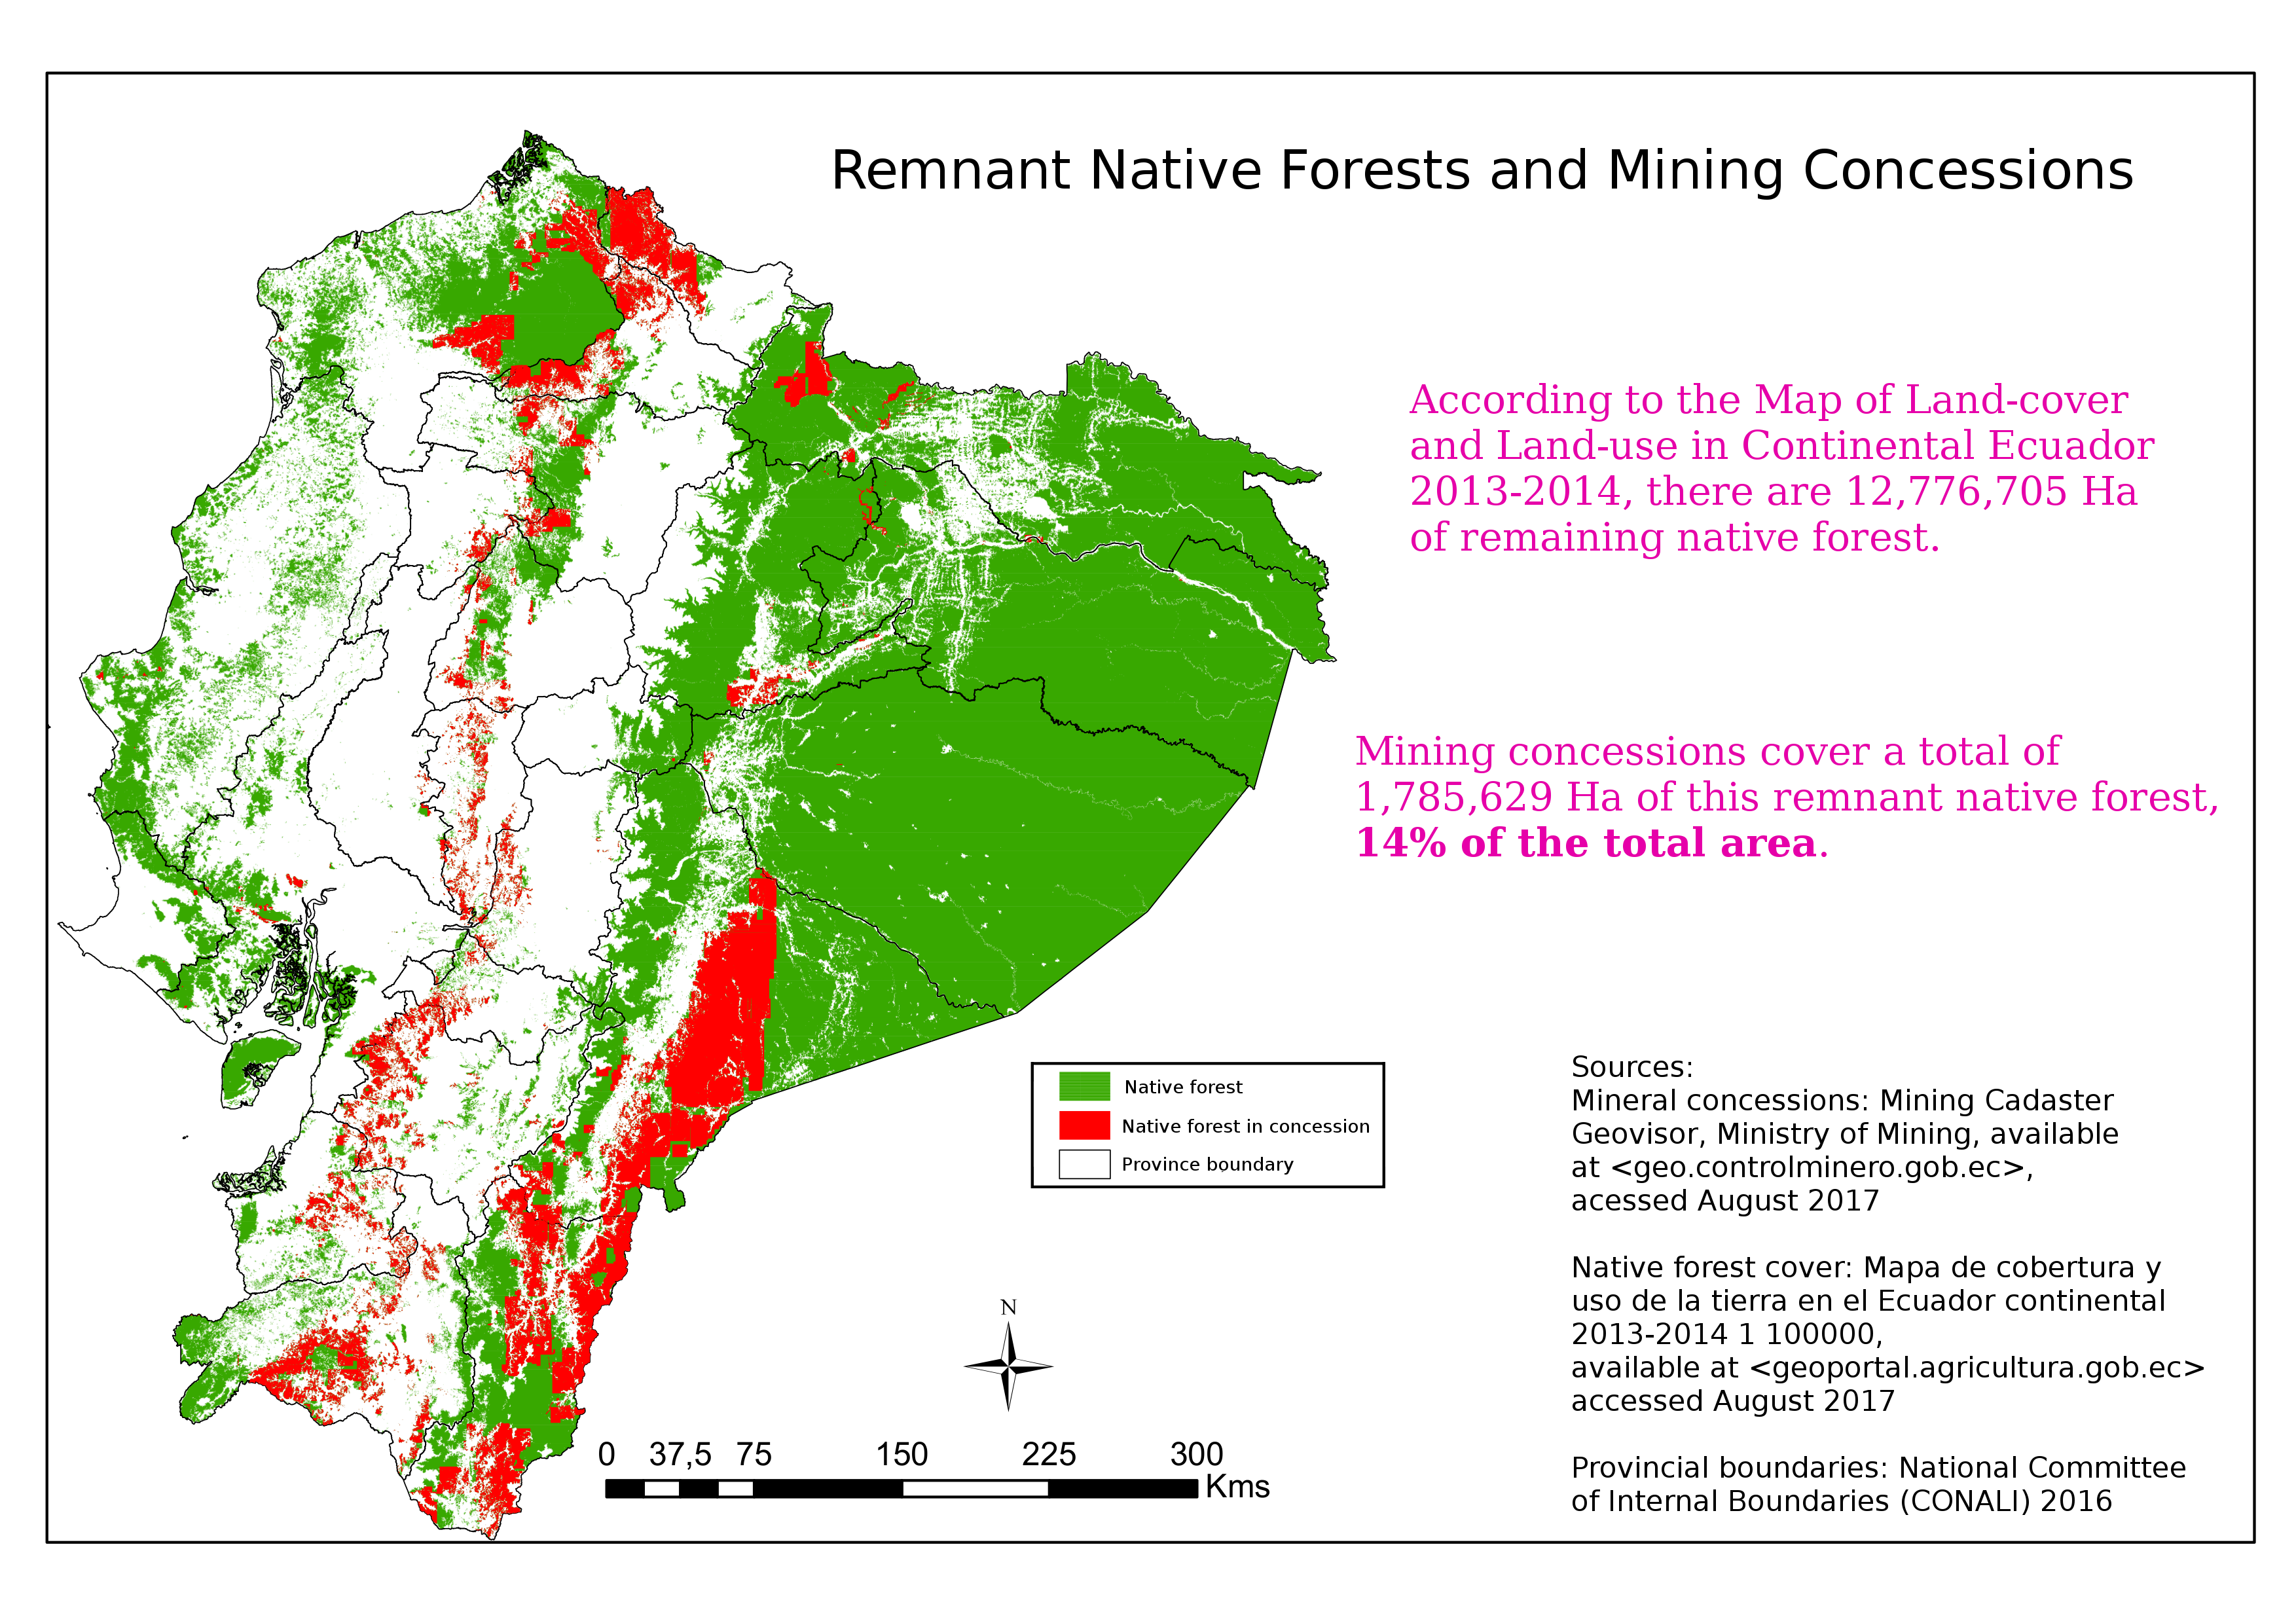 Remnant Native Forests and Mining Concessions
According to the Map of Land-cover
and Land-use in Continental Ecuador
2013-2014, there are 12,776,705 Ha
of remaining native forest.
Mining concessions cover a total of
1,785,629 Ha of this remnant native forest,
14% of the total area.
Native forest
Native forest in concession
Province boundary
Sources:
Mineral concessions: Mining Cadaster
Geovisor, Ministry of Mining, available
at <geo.controlminero.gob.ec>,
acessed August 2017
Native forest cover: Mapa de cobertura y
uso de la tierra en el Ecuador continental
2013-2014 1 100000,
available at <geoportal.agricultura.gob.ec>
accessed August 2017
Provincial boundaries: National Committee
of Internal Boundaries (CONALI) 2016
N
0 37,5 75 150 225 300
Kms